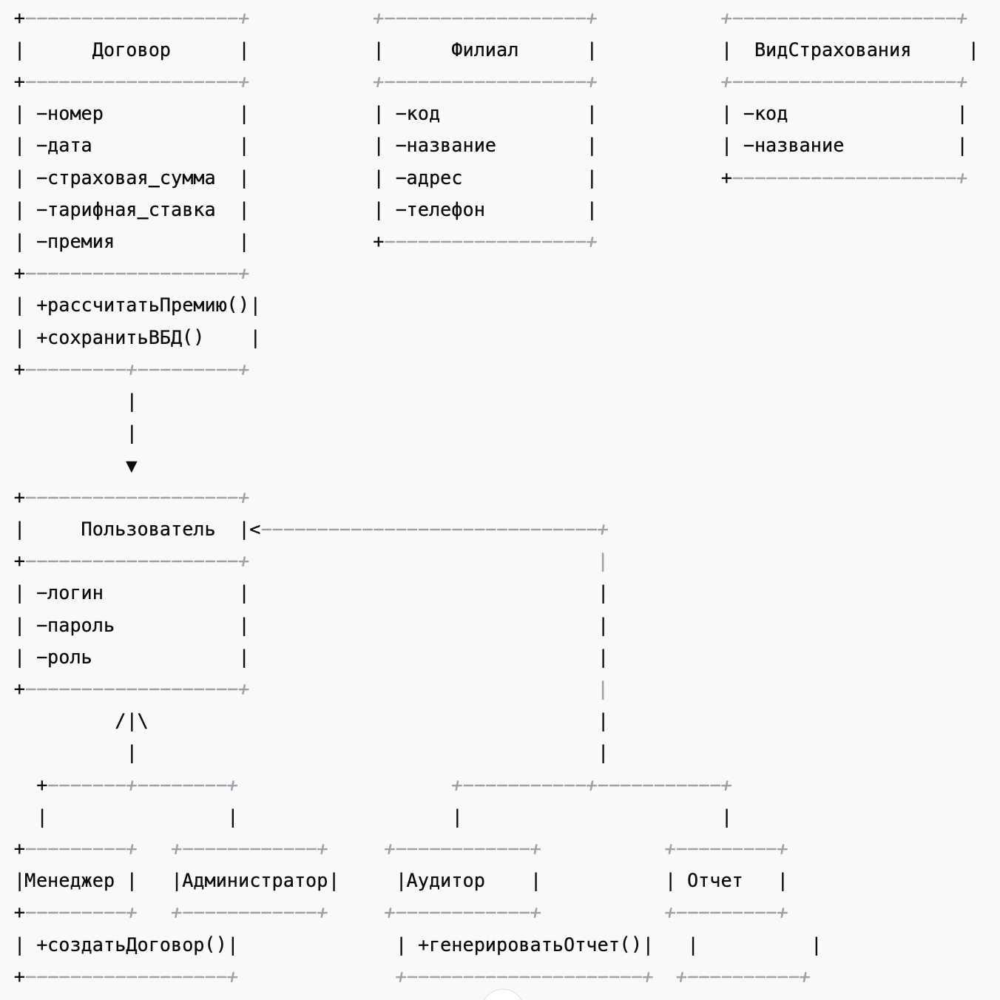 +-------------------+           +------------------+           +--------------------+
|      Договор      |           |      Филиал      |           |  ВидСтрахования     |
+-------------------+           +------------------+           +--------------------+
| -номер            |           | -код             |           | -код               |
| -дата             |           | -название        |           | -название          |
| -страховая_сумма  |           | -адрес           |           +--------------------+
| -тарифная_ставка  |           | -телефон         |
| -премия           |           +------------------+
+-------------------+
| +рассчитатьПремию()|
| +сохранитьВБД()    |
+---------+---------+
          |
          |
          ▼
+-------------------+
|     Пользователь  |<------------------------------+
+-------------------+                               |
| -логин            |                               |
| -пароль           |                               |
| -роль             |                               |
+-------------------+                               |
         /|\                                        |
          |                                         |
  +-------+--------+                   +-----------+-----------+
  |                |                   |                       |
+---------+   +-------------+     +------------+           +---------+
|Менеджер |   |Администратор|     |Аудитор    |           | Отчет   |
+---------+   +-------------+     +------------+           +---------+
| +создатьДоговор()|              | +генерироватьОтчет()|   |          |
+------------------+              +---------------------+  +----------+